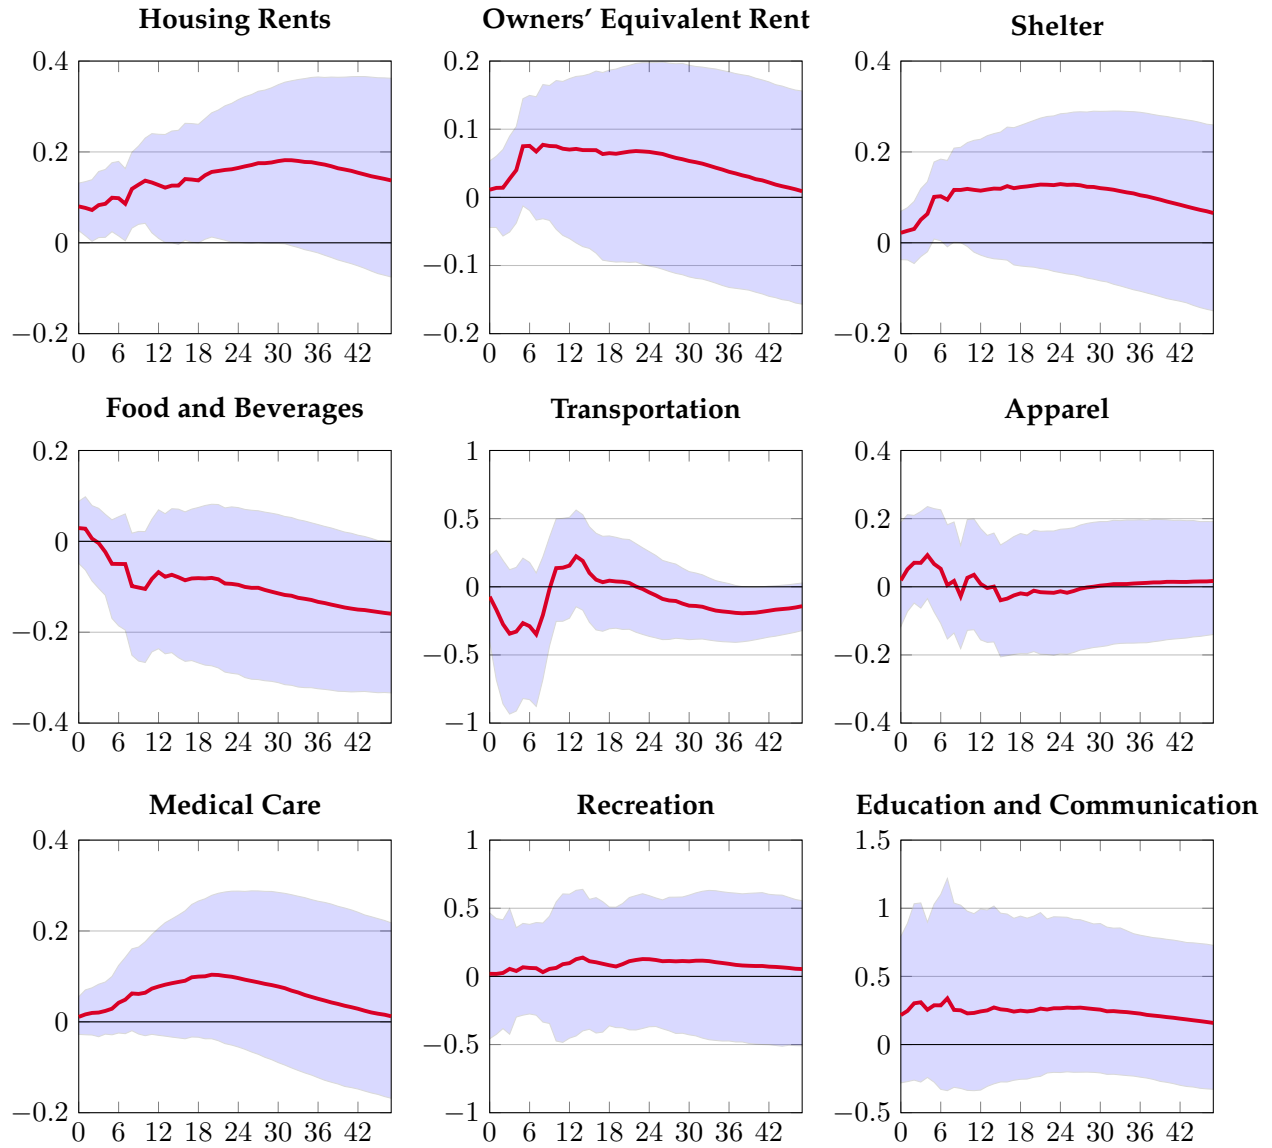 Housing Rents
Owners’ Equivalent Rent
Shelter
0.4
0.2
0
−0.2
0 6 12 18 24 30 36 42
0.2
0.1
0
−0.1
−0.2
0 6 12 18 24 30 36 42
0.4
0.2
0
−0.2
0 6 12 18 24 30 36 42
Food and Beverages
Transportation
Apparel
0.2
0
−0.2
−0.4
0 6 12 18 24 30 36 42
1
0.5
0
−0.5
−1
0 6 12 18 24 30 36 42
0.4
0.2
0
−0.2
−0.4
0 6 12 18 24 30 36 42
Medical Care
Recreation
Education and Communication
0.4
0.2
0
−0.2
0 6 12 18 24 30 36 42
1
0.5
0
−0.5
−1
0 6 12 18 24 30 36 42
1.5
1
0.5
0
−0.5
0 6 12 18 24 30 36 42